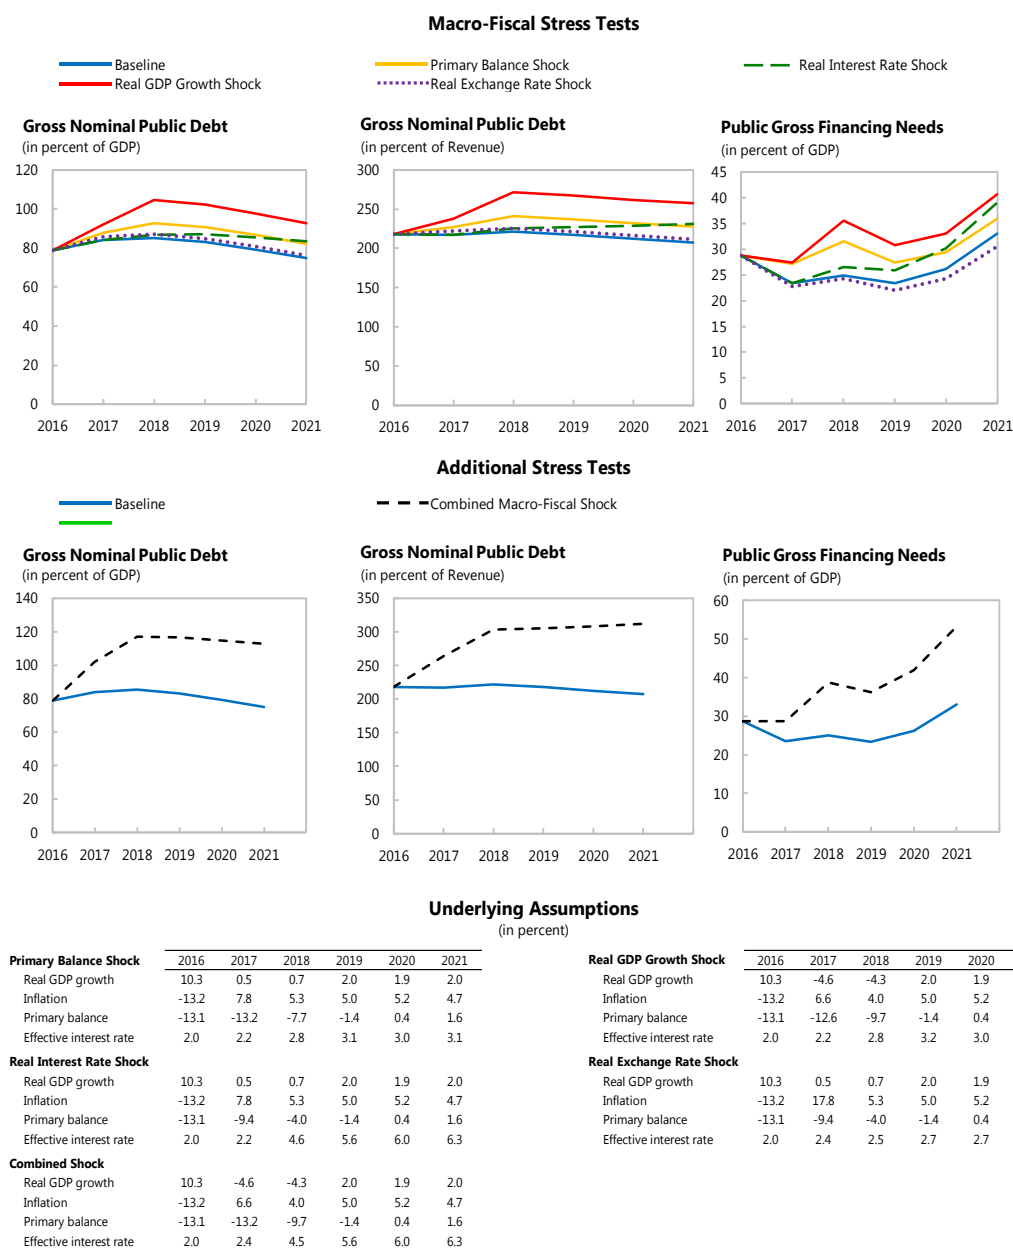 Macro-Fiscal Stress Tests
Baseline
Primary Balance Shock
Real Interest Rate Shock
Real GDP Growth Shock
Real Exchange Rate Shock
Gross Nominal Public Debt
(in percent of GDP)
120
100
80
60
40
20
0
2016 2017 2018 2019 2020 2021
Gross Nominal Public Debt
(in percent of Revenue)
300
250
200
150
100
50
0
2016 2017 2018 2019 2020 2021
Public Gross Financing Needs
(in percent of GDP)
45
40
35
30
25
20
15
10
5
0
2016 2017 2018 2019 2020 2021
Additional Stress Tests
Baseline
Combined Macro-Fiscal Shock
Gross Nominal Public Debt
(in percent of GDP)
140
120
100
80
60
40
20
0
2016 2017 2018 2019 2020 2021
Gross Nominal Public Debt
(in percent of Revenue)
350
300
250
200
150
100
50
0
2016 2017 2018 2019 2020 2021
Public Gross Financing Needs
(in percent of GDP)
60
50
40
30
20
10
0
2016 2017 2018 2019 2020 2021
Underlying Assumptions
(in percent)
Primary Balance Shock 2016 2017 2018 2019 2020 2021
Real GDP growth 10.3 0.5 0.7 2.0 1.9 2.0
Inflation -13.2 7.8 5.3 5.0 5.2 4.7
Primary balance -13.1 -13.2 -7.7 -1.4 0.4 1.6
Effective interest rate 2.0 2.2 2.8 3.1 3.0 3.1
Real Interest Rate Shock
Real GDP growth 10.3 0.5 0.7 2.0 1.9 2.0
Inflation -13.2 7.8 5.3 5.0 5.2 4.7
Primary balance -13.1 -9.4 -4.0 -1.4 0.4 1.6
Effective interest rate 2.0 2.2 4.6 5.6 6.0 6.3
Combined Shock
Real GDP growth 10.3 -4.6 -4.3 2.0 1.9 2.0
Inflation -13.2 6.6 4.0 5.0 5.2 4.7
Primary balance -13.1 -13.2 -9.7 -1.4 0.4 1.6
Effective interest rate 2.0 2.4 4.5 5.6 6.0 6.3
Real GDP Growth Shock 2016 2017 2018 2019 2020
Real GDP growth 10.3 -4.6 -4.3 2.0 1.9
Inflation -13.2 6.6 4.0 5.0 5.2
Primary balance -13.1 -12.6 -9.7 -1.4 0.4
Effective interest rate 2.0 2.2 2.8 3.2 3.0
Real Exchange Rate Shock
Real GDP growth 10.3 0.5 0.7 2.0 1.9
Inflation -13.2 17.8 5.3 5.0 5.2
Primary balance -13.1 -9.4 -4.0 -1.4 0.4
Effective interest rate 2.0 2.4 2.5 2.7 2.7